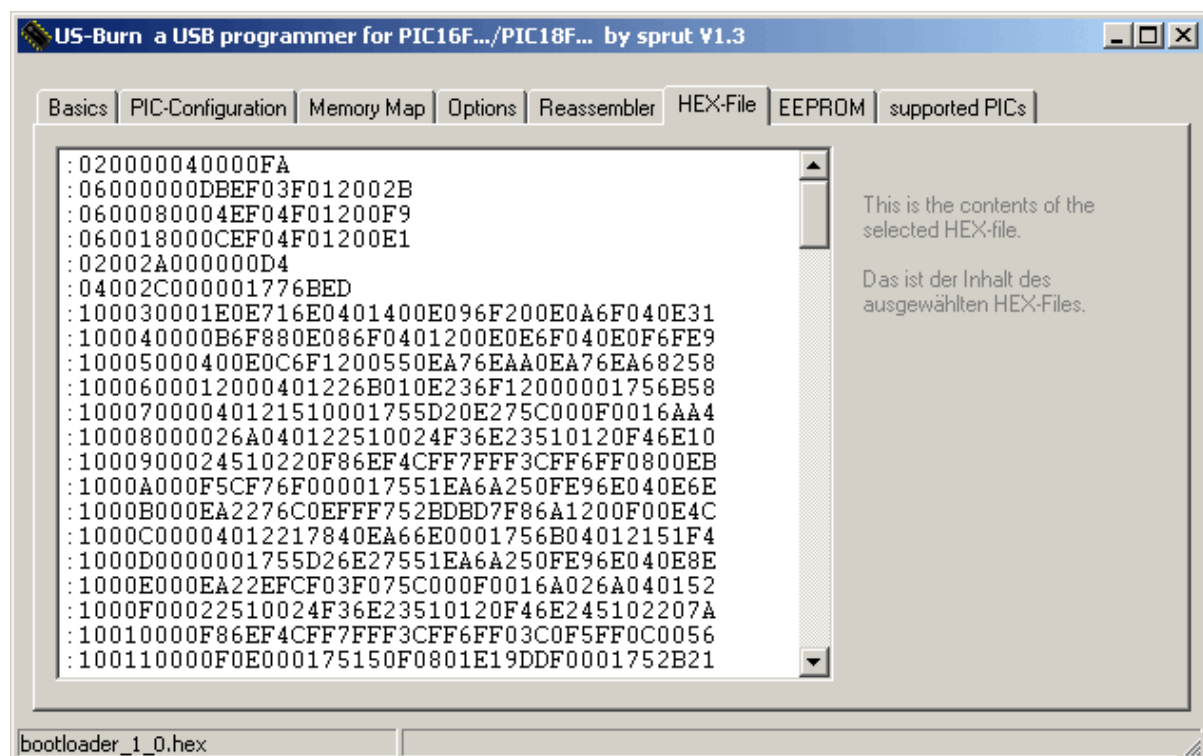 US-Burn a USB programmer for PIC16F.../PIC18F... by sprut V1.3
Basics PIC-Configuration Memory Map Options Reassembler HEX-File EEPROM supported PICs
:020000040000FA
:06000000DBEF03F012002B
:0600080004EF04F01200F9
:060018000CEF04F01200E1
:02002A000000D4
:04002C000001776BED
:100030001E0E716E0401400E096F200E0A6F040E31
:100040000B6F880E086F0401200E0E6F040E0F6FE9
:10005000400E0C6F1200550EA76EAA0EA76EA68258
:1000600012000401226B010E236F12000001756B58
:100070000401215100001755D20E275C000F0016AA4
:10008000026A040122510024F36E23510120F46E10
:1000900024510220F86EF4CFF7FFF3CFF6FF0800EB
:1000A000F5CF76F000017551EA6A250FE96E040E6E
:1000B000EA2276C0EFFF752BDBD7F86A1200F00E4C
:1000C00004012217840EA66E0001756B04012151F4
:1000D0000001755D26E27551EA6A250FE96E040E8E
:1000E000EA22EFCF03F075C000F0016A026A040152
:1000F00022510024F36E23510120F46E245102207A
:10010000F86EF4CFF7FFF3CFF6FF03C0F5FF0C0056
:100110000F0E000175150F0801E19DDF0001752B21
This is the contents of the
selected HEX-file.
Das ist der Inhalt des
ausgewählten HEX-Files.
bootloader_1_0.hex